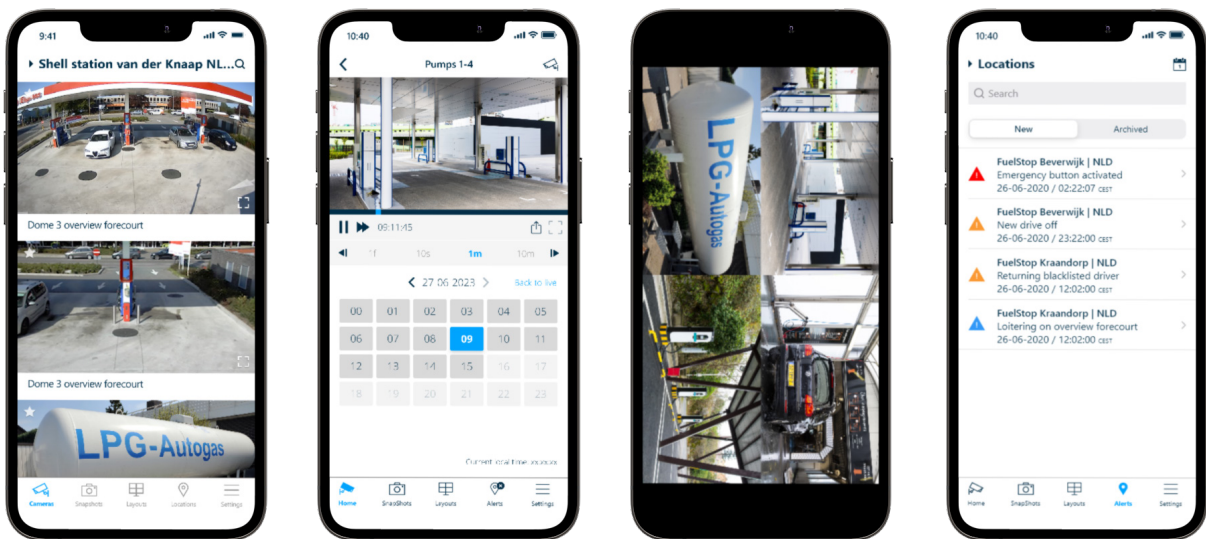 9:41
Shell station van der Knaap NL...
Dome 3 overview forecourt
Dome 3 overview forecourt
LPG-Autogas
Cameras Snapshots Layouts Locations Settings
10:40
Pumps 1-4
09:11:45
1f 10s 1m 10m
27 06 2023 Back to live
00 01 02 03 04 05
06 07 08 09 10 11
12 13 14 15 16 17
18 19 20 21 22 23
Current local time
Home SnapShots Layouts Alerts Settings
LPG-Autogas
10:40
Locations
Search
New Archived
FuelStop Beverwijk | NLD
Emergency button activated
26-06-2020 / 02:22:07 CEST
FuelStop Beverwijk | NLD
New drive off
26-06-2020 / 23:22:00 CEST
FuelStop Kraandorp | NLD
Returning blacklisted driver
26-06-2020 / 12:02:00 CEST
FuelStop Kraandorp | NLD
Loitering on overview forecourt
26-06-2020 / 12:02:00 CEST
Home SnapShots Layouts Alerts Settings